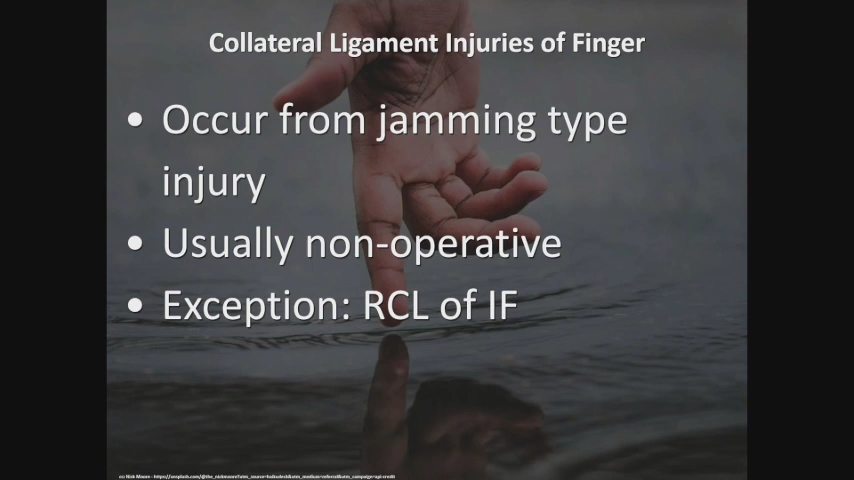 Collateral Ligament Injuries of Finger
• Occur from jamming type
injury
• Usually non-operative
• Exception: RCL of IF